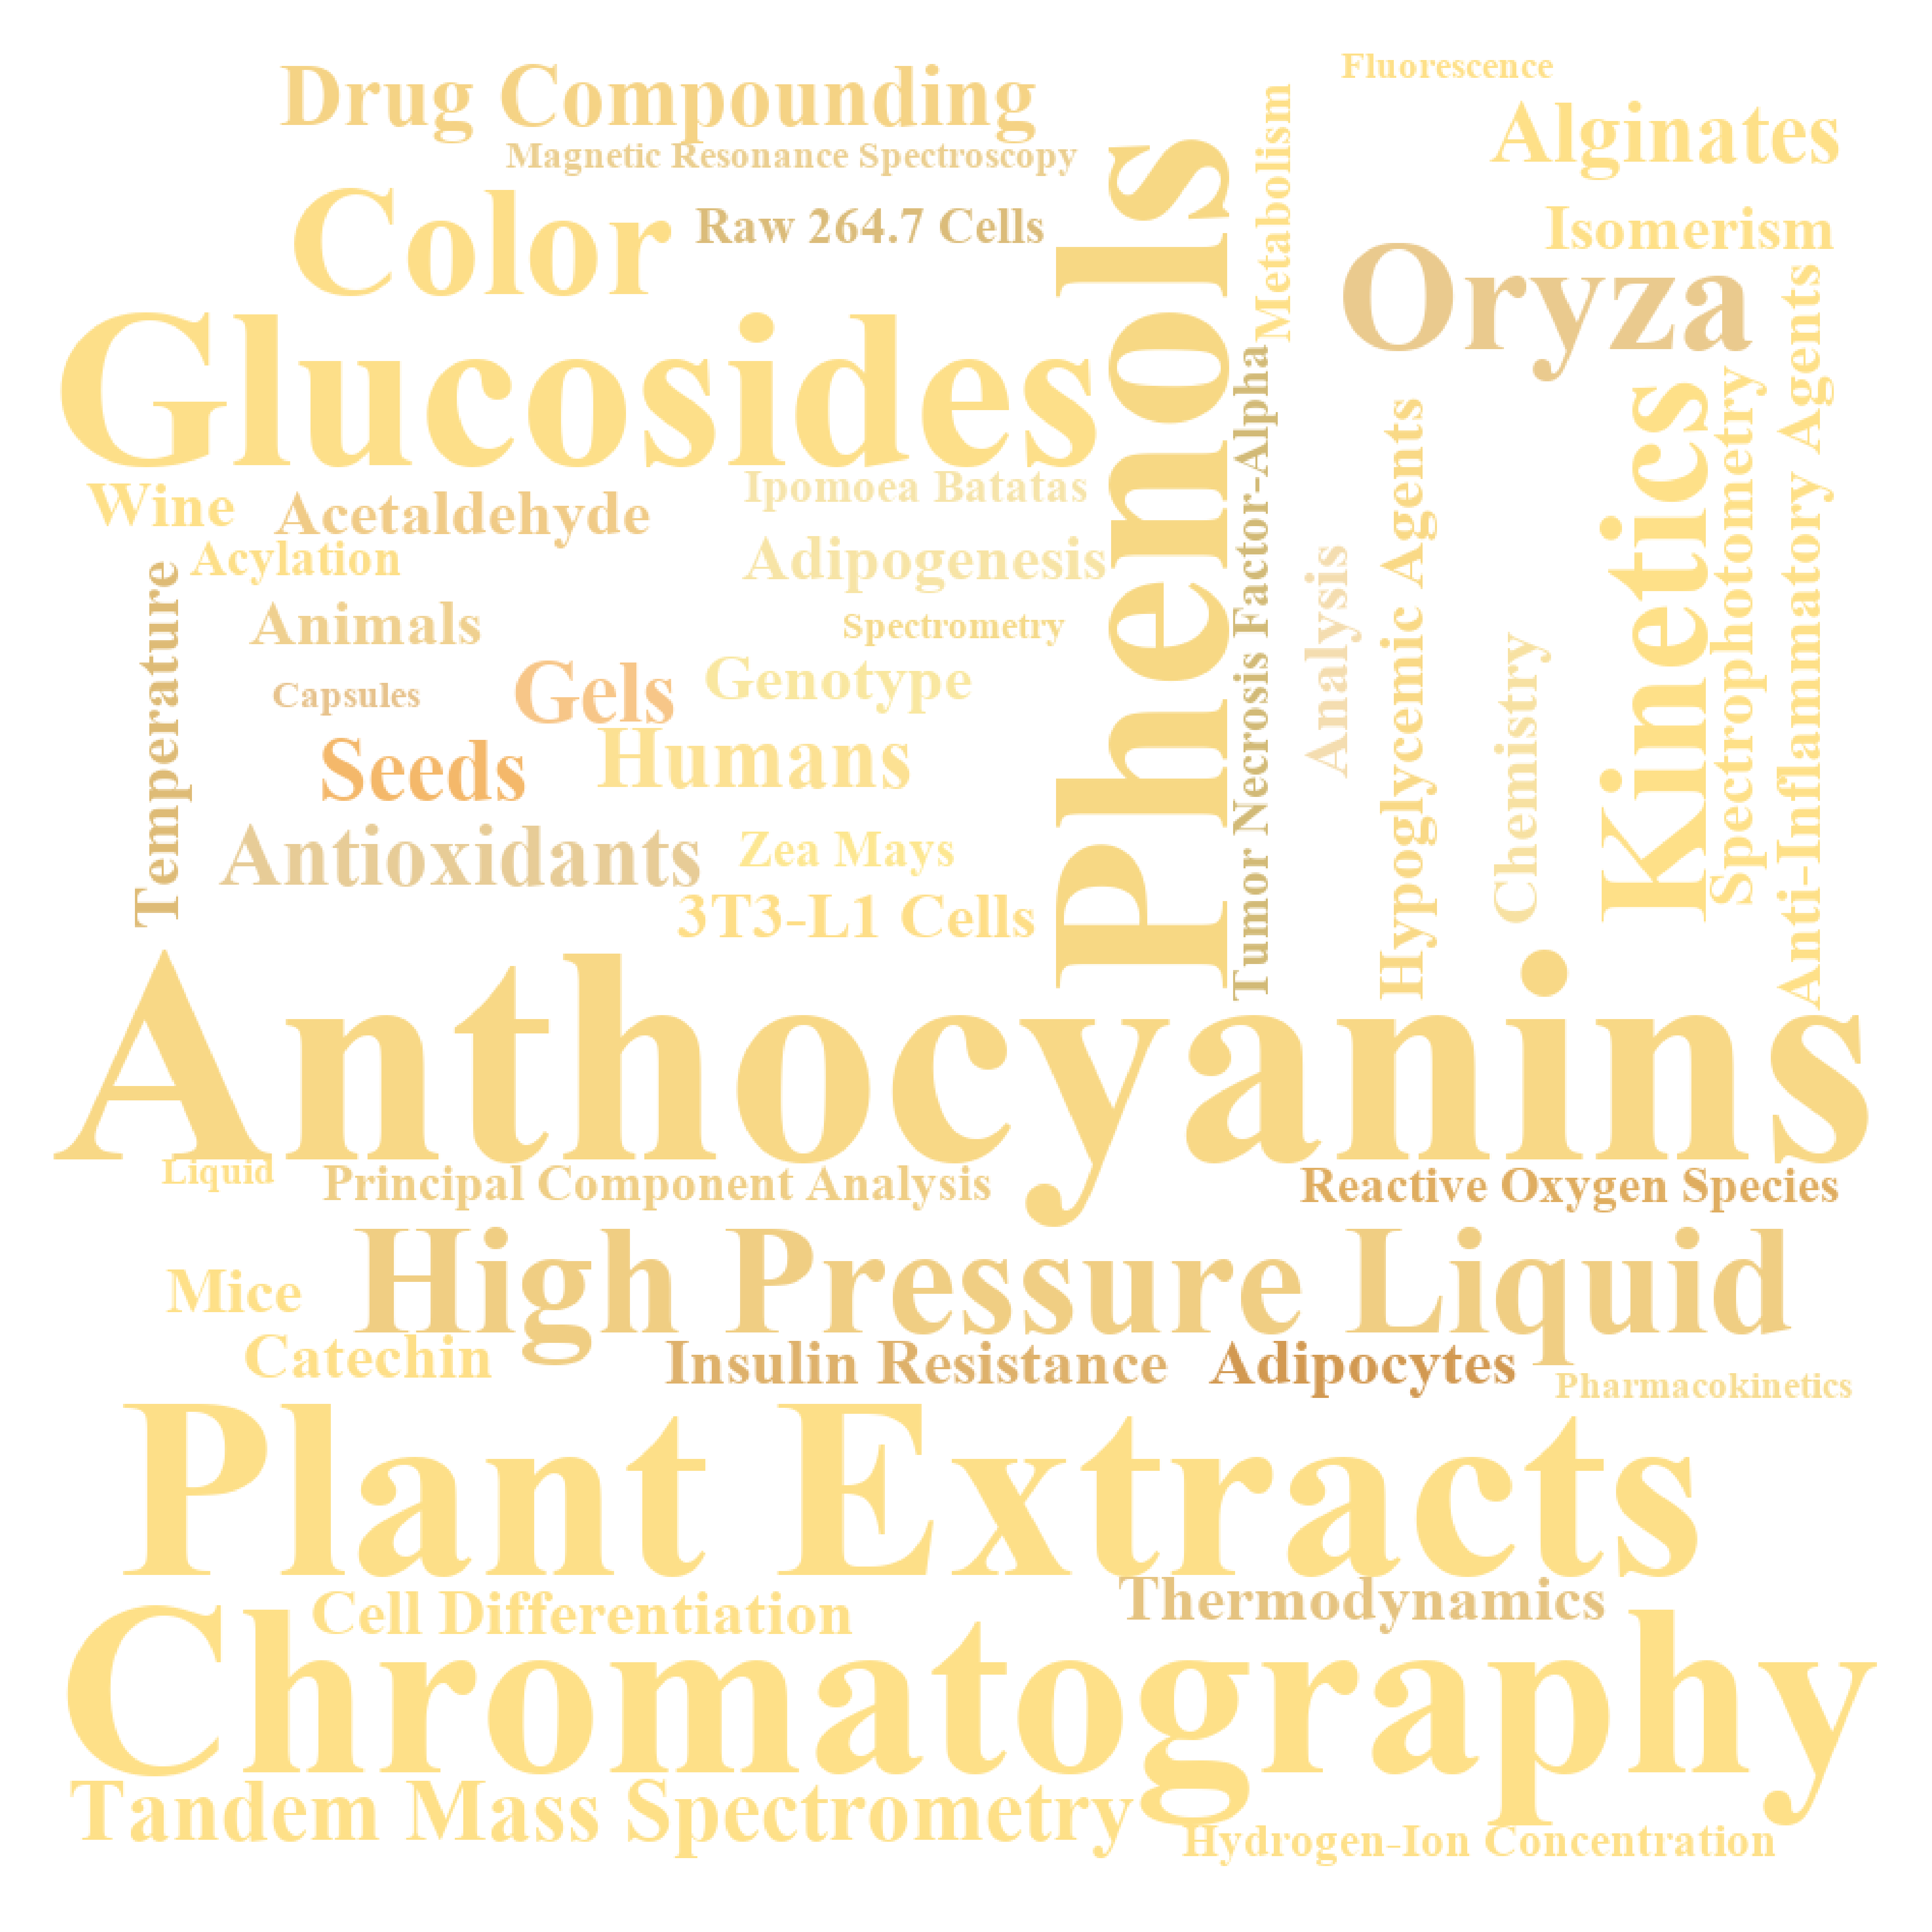 Fluorescence
Drug Compounding
Alginates
Magnetic Resonance Spectroscopy
Metabolism
Color
Raw 264.7 Cells
Phenols
Isomerism
Oryza
Glucosides
Tumor Necrosis Factor-Alpha
Hypoglycemic Agents
Kinetics
Spectrophotometry
Anti-Inflammatory Agents
Wine
Acetaldehyde
Ipomoea Batatas
Acylation
Adipogenesis
Temperature
Analysis
Animals
Spectrometry
Chemistry
Capsules
Gels
Genotype
Seeds
Humans
Antioxidants
Zea Mays
3T3-L1 Cells
Anthocyanins
Liquid
Principal Component Analysis
Reactive Oxygen Species
High Pressure Liquid
Mice
Catechin
Insulin Resistance
Adipocytes
Pharmacokinetics
Plant Extracts
Cell Differentiation
Thermodynamics
Chromatography
Tandem Mass Spectrometry
Hydrogen-Ion Concentration